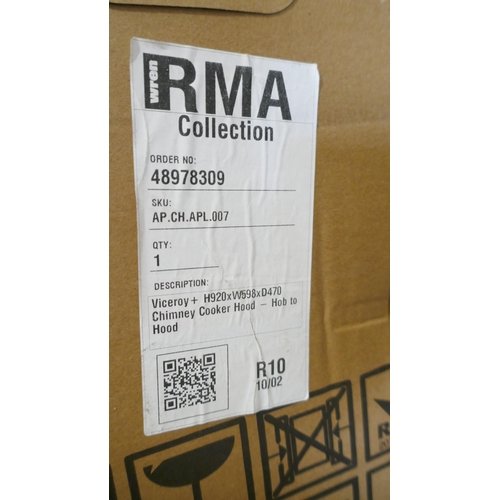 wren RMA
Collection
ORDER NO:
48978309
SKU:
AP.CH.APL.007
QTY:
1
DESCRIPTION:
Viceroy+ H920xW598xD470
Chimney Cooker Hood – Hob to
Hood
R10
10/02